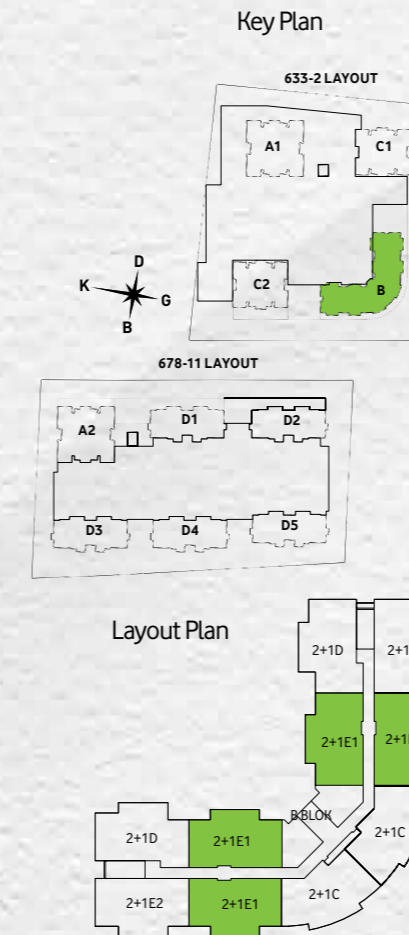 Key Plan
633-2 LAYOUT
A1
C1
D
K
G
B
C2
B
678-11 LAYOUT
A2
D1
D2
D3
D4
D5
Layout Plan
2+1D
2+1E1
B BLOK
2+1D
2+1E1
2+1C
2+1E2
2+1E1
2+1C